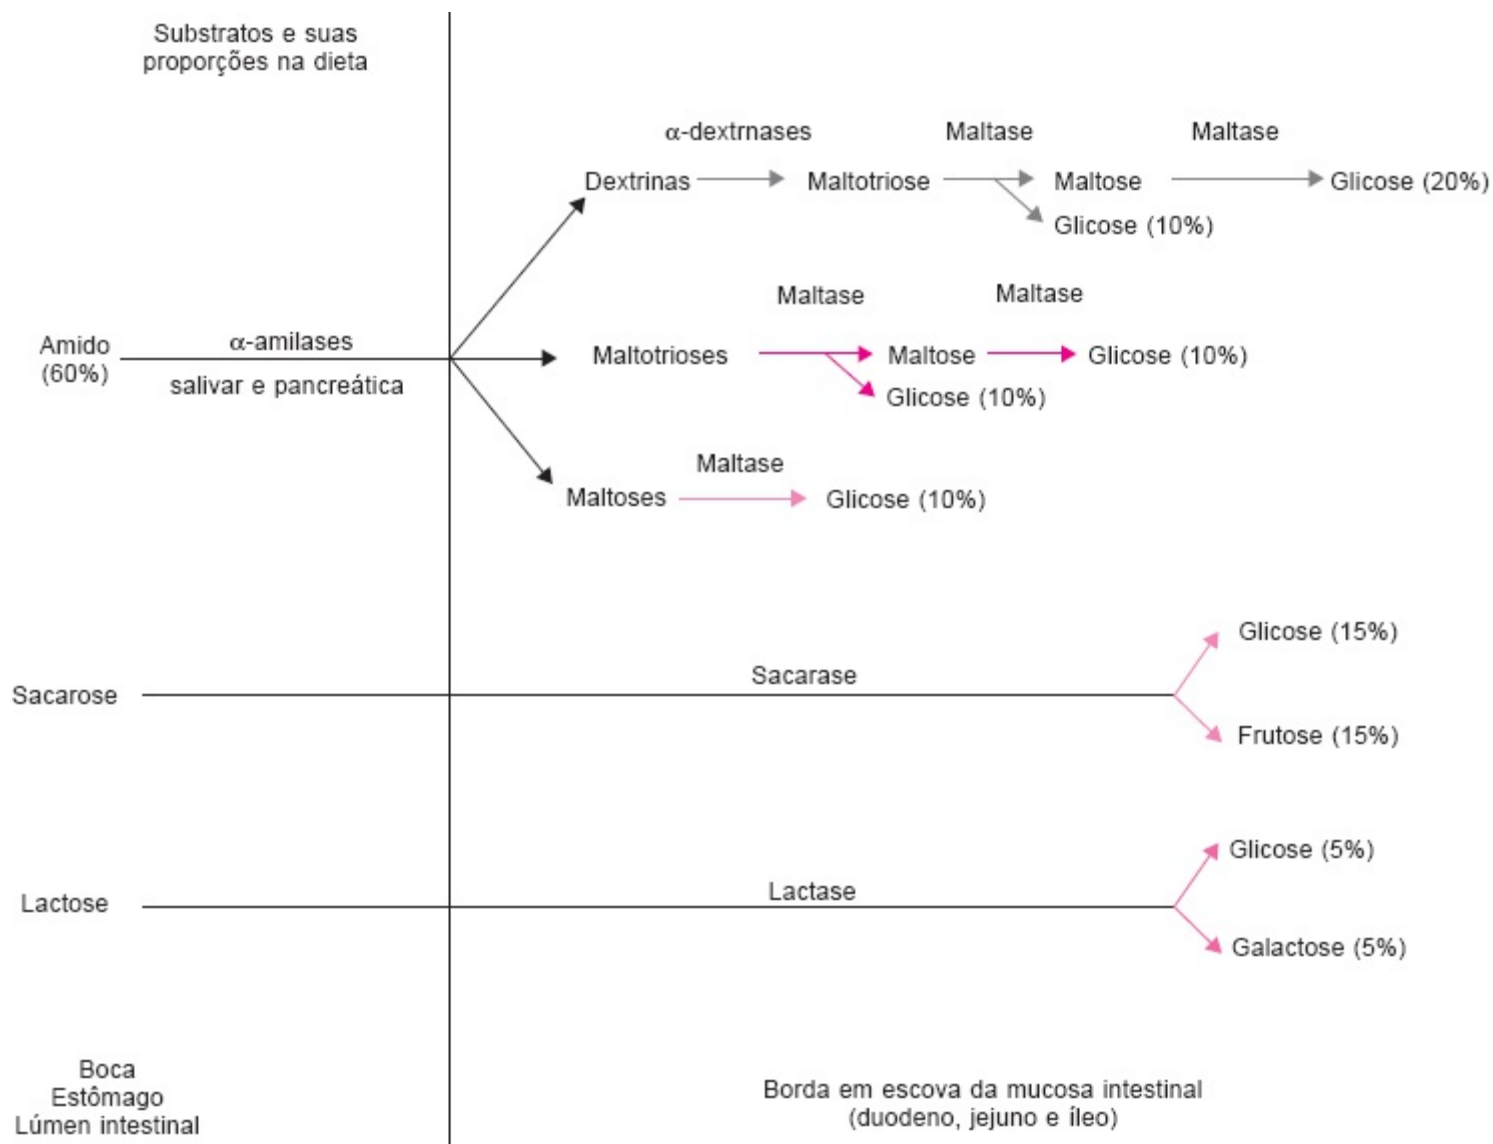 Substratos e suas
proporções na dieta
α-dextrnases
Maltase
Maltase
Dextrinas
Maltotriose
Maltose
Glicose (20%)
Glicose (10%)
Maltase
Maltase
Amido
(60%)
α-amilases
salivar e pancreática
Maltotrioses
Maltose
Glicose (10%)
Glicose (10%)
Maltase
Maltoses
Glicose (10%)
Sacarose
Sacarase
Glicose (15%)
Frutose (15%)
Lactose
Lactase
Glicose (5%)
Galactose (5%)
Boca
Estômago
Lúmen intestinal
Borda em escova da mucosa intestinal
(duodeno, jejuno e íleo)